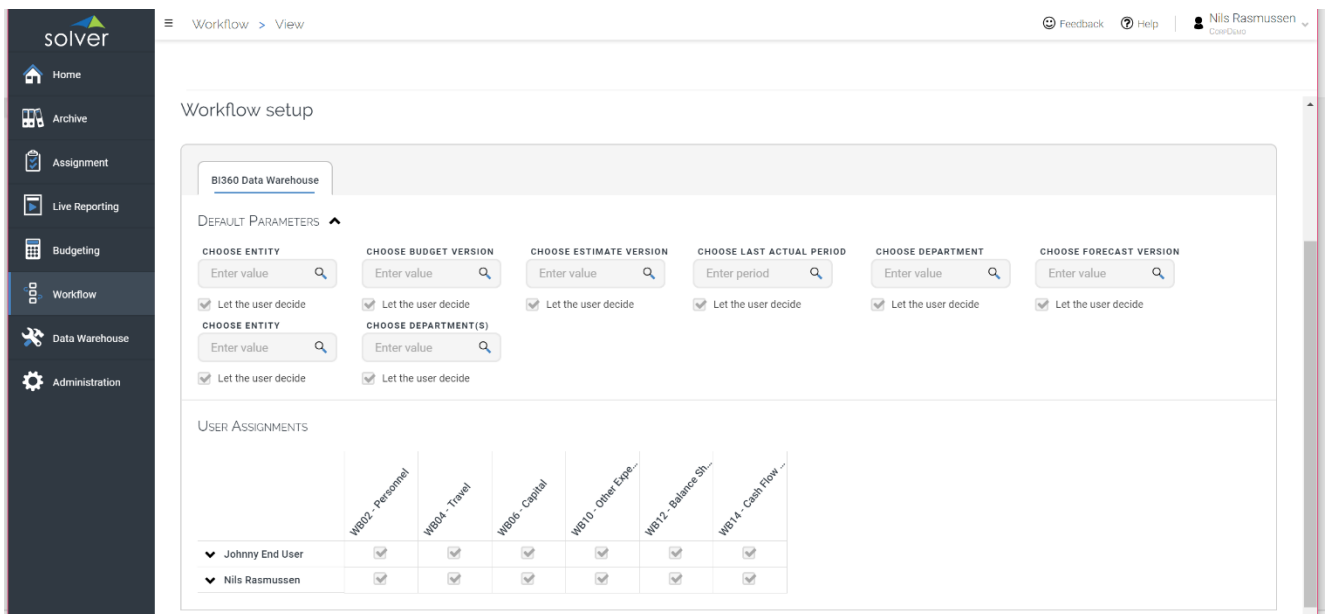 solver
Workflow > View
Feedback
Help
Nils Rasmussen
CorpDemo
Home
Archive
Assignment
Live Reporting
Budgeting
Workflow
Data Warehouse
Administration
Workflow setup
BI360 Data Warehouse
DEFAULT PARAMETERS
CHOOSE ENTITY CHOOSE BUDGET VERSION CHOOSE ESTIMATE VERSION CHOOSE LAST ACTUAL PERIOD CHOOSE DEPARTMENT CHOOSE FORECAST VERSION
Enter value Enter value Enter value Enter period Enter value Enter value
Let the user decide Let the user decide Let the user decide Let the user decide Let the user decide Let the user decide
CHOOSE ENTITY CHOOSE DEPARTMENT(S)
Enter value Enter value
Let the user decide Let the user decide
USER ASSIGNMENTS
WB02 - Personnel
WB04 - Travel
WB06 - Capital
WB10 - Other Expe...
WB12 - Balance Sh...
WB14 - Cash Flow ...
Johnny End User
Nils Rasmussen